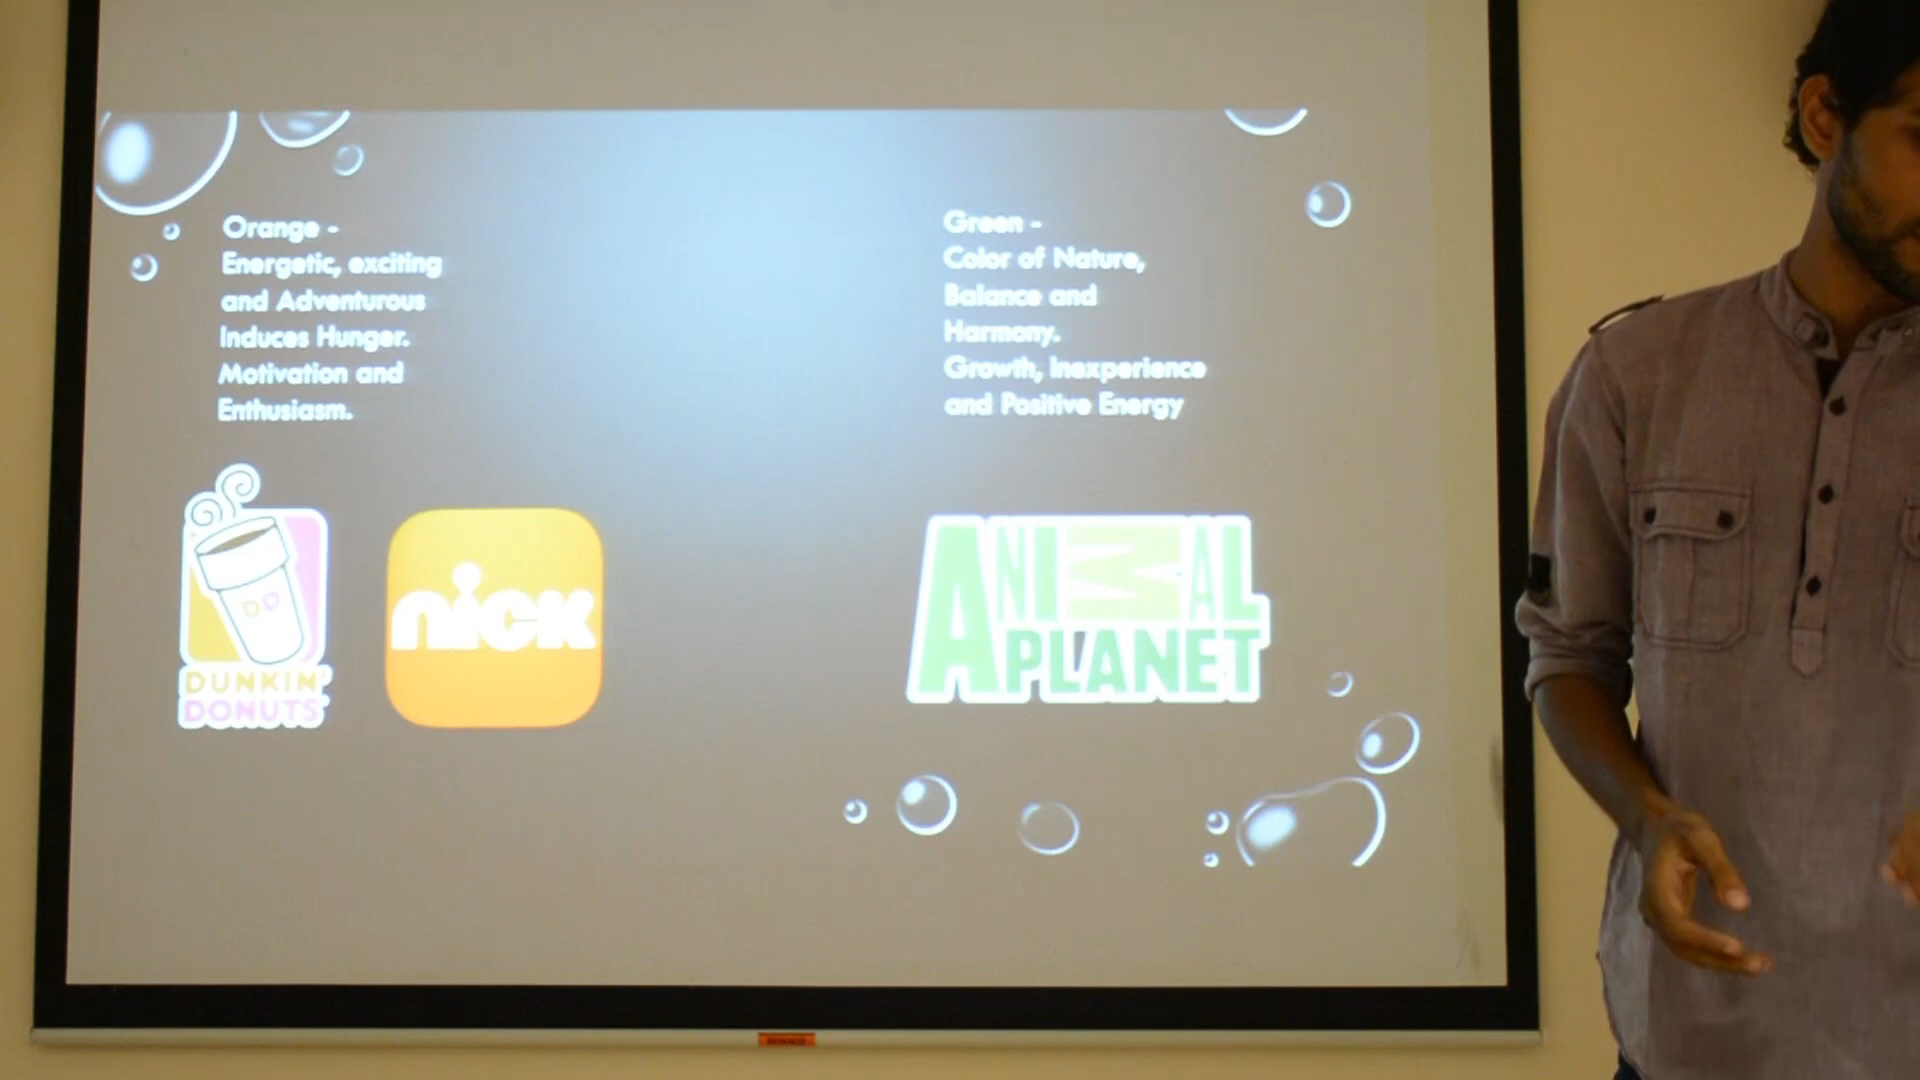 Orange -
Energetic, exciting
and Adventurous
Induces Hunger.
Motivation and
Enthusiasm.
Green -
Color of Nature,
Balance and
Harmony.
Growth, Inexperience
and Positive Energy
DD
DUNKIN'
DONUTS
nick
ANIMAL
PLANET